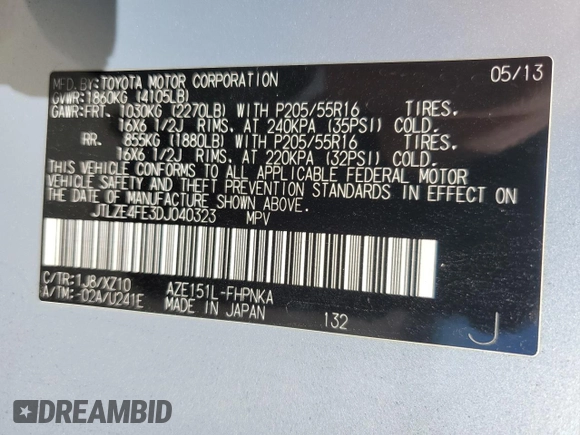 MFD.BY:TOYOTA MOTOR CORPORATION 05/13
GVWR:1860KG (4105LB)
GAWR:FRT. 1030KG (2270LB) WITH P205/55R16 TIRES.
16X6 1/2J RIMS, AT 240KPA (35PSI) COLD.
RR. 855KG (1880LB) WITH P205/55R16 TIRES.
16X6 1/2J RIMS, AT 220KPA (32PSI) COLD.
THIS VEHICLE CONFORMS TO ALL APPLICABLE FEDERAL MOTOR
VEHICLE SAFETY AND THEFT PREVENTION STANDARDS IN EFFECT ON
THE DATE OF MANUFACTURE SHOWN ABOVE.
JTLZE4FE3DJ040323 MPV
C/TR:1J8/XZ10 AZE151L-FHPNKA
A/TM:-02A/U241E MADE IN JAPAN 132 J
DREAMBID